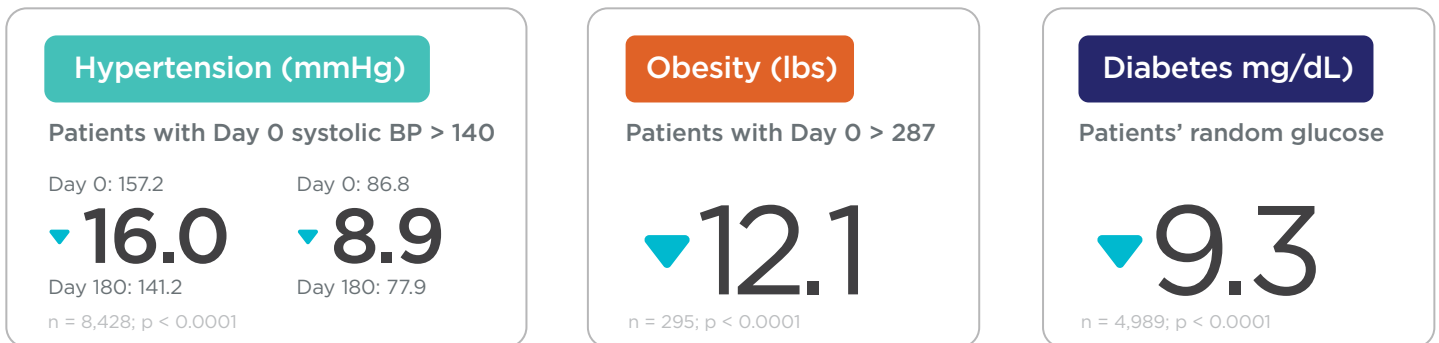 Hypertension (mmHg)
Patients with Day 0 systolic BP > 140
Day 0: 157.2
16.0
Day 180: 141.2
Day 0: 86.8
8.9
Day 180: 77.9
n = 8,428; p < 0.0001
Obesity (lbs)
Patients with Day 0 > 287
12.1
n = 295; p < 0.0001
Diabetes mg/dL)
Patients’ random glucose
9.3
n = 4,989; p < 0.0001